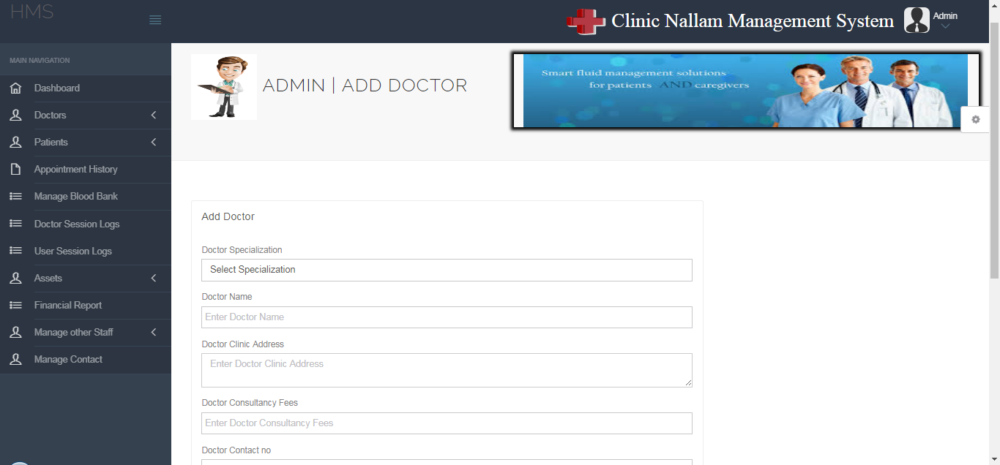 HMS
Clinic Nallam Management System
Admin
MAIN NAVIGATION
Dashboard
Doctors
Patients
Appointment History
Manage Blood Bank
Doctor Session Logs
User Session Logs
Assets
Financial Report
Manage other Staff
Manage Contact
ADMIN | ADD DOCTOR
Smart fluid management solutions
for patients AND caregivers
Add Doctor
Doctor Specialization
Select Specialization
Doctor Name
Enter Doctor Name
Doctor Clinic Address
Enter Doctor Clinic Address
Doctor Consultancy Fees
Enter Doctor Consultancy Fees
Doctor Contact no